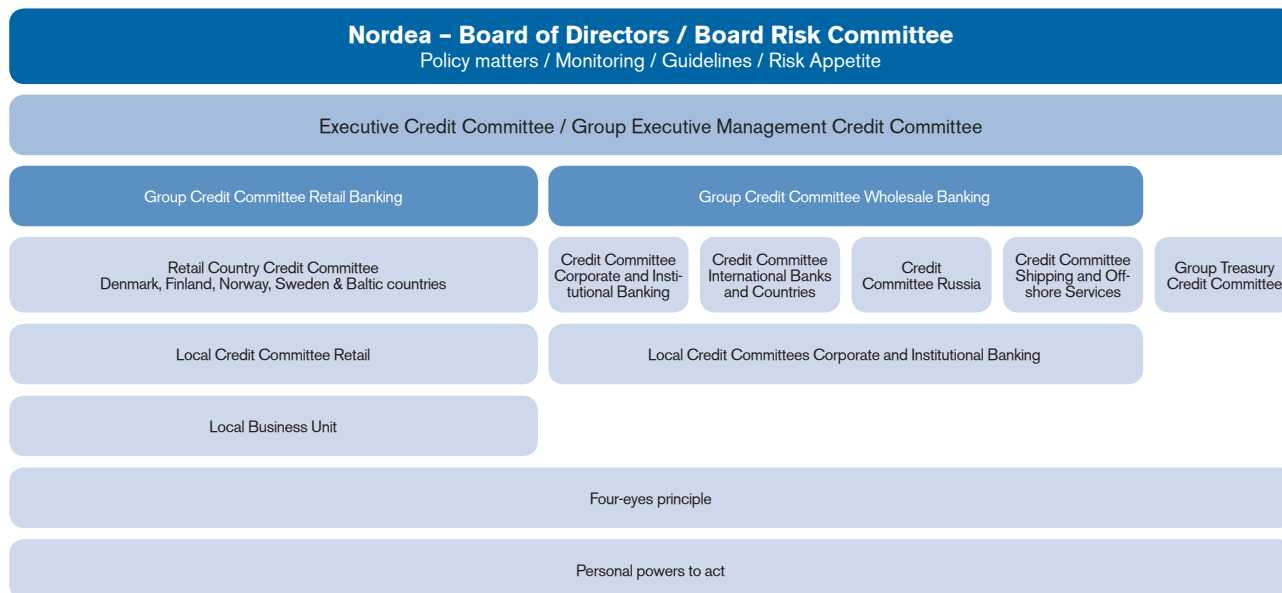 Nordea – Board of Directors / Board Risk Committee
Policy matters / Monitoring / Guidelines / Risk Appetite
Executive Credit Committee / Group Executive Management Credit Committee
Group Credit Committee Retail Banking
Group Credit Committee Wholesale Banking
Retail Country Credit Committee
Denmark, Finland, Norway, Sweden & Baltic countries
Credit Committee
Corporate and Insti-
tutional Banking
Credit Committee
International Banks
and Countries
Credit
Committee Russia
Credit Committee
Shipping and Off-
shore Services
Group Treasury
Credit Committee
Local Credit Committee Retail
Local Credit Committees Corporate and Institutional Banking
Local Business Unit
Four-eyes principle
Personal powers to act